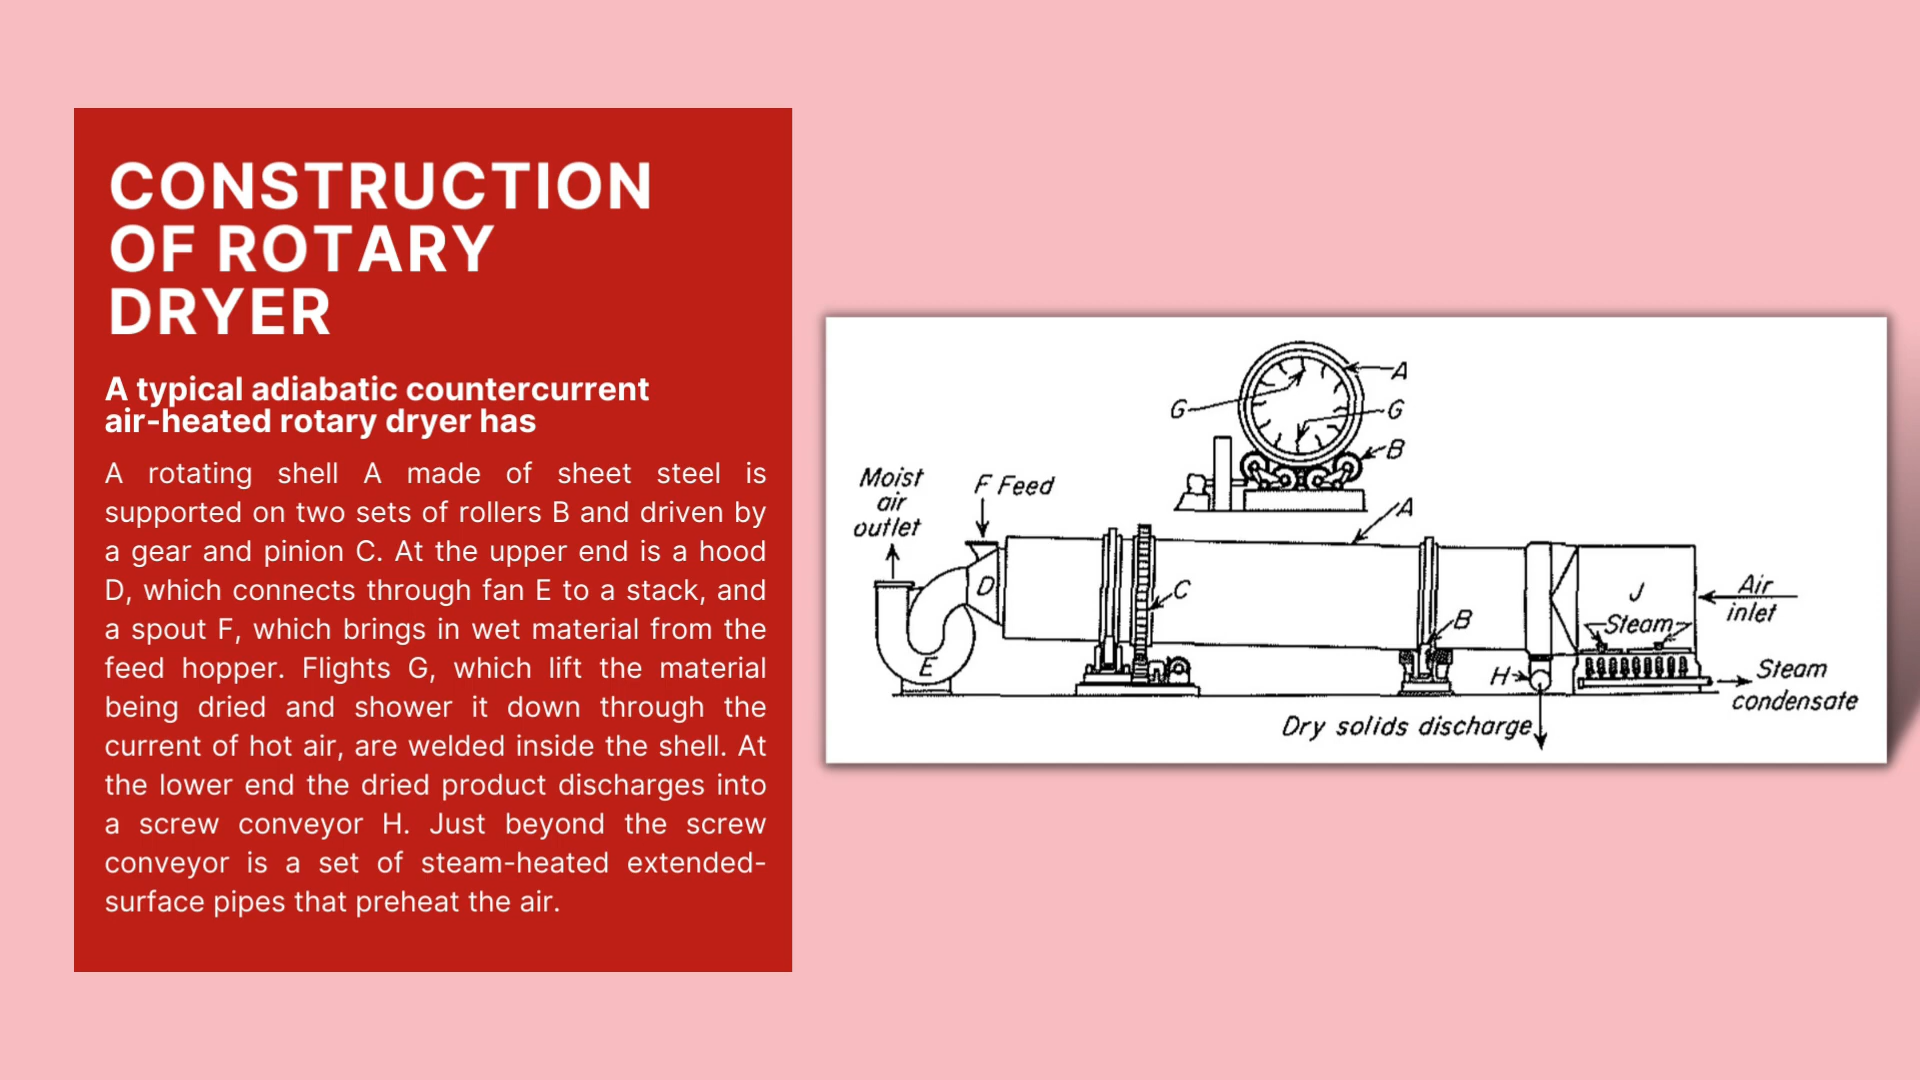 CONSTRUCTION
OF ROTARY
DRYER
A typical adiabatic countercurrent
air-heated rotary dryer has
A rotating shell A made of sheet steel is
supported on two sets of rollers B and driven by
a gear and pinion C. At the upper end is a hood
D, which connects through fan E to a stack, and
a spout F, which brings in wet material from the
feed hopper. Flights G, which lift the material
being dried and shower it down through the
current of hot air, are welded inside the shell. At
the lower end the dried product discharges into
a screw conveyor H. Just beyond the screw
conveyor is a set of steam-heated extended-
surface pipes that preheat the air.
A
G
G
B
Moist
air
outlet
F Feed
A
D
C
J
Air
inlet
B
Steam
E
H
Steam
condensate
Dry solids discharge